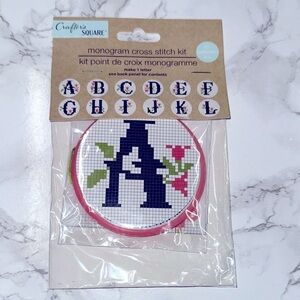 Crafter's
SQUARE
monogram cross stitch kit
kit point de croix monogramme
make 1 letter
see back panel for contents
A B C D E F
G H I J K L
A